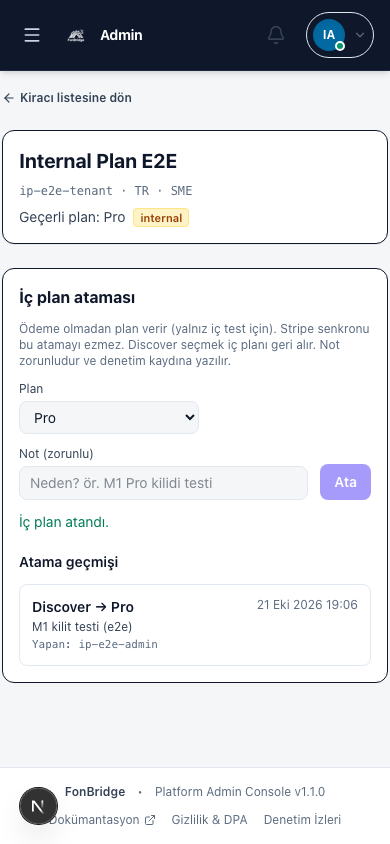 FonBridge
Admin
IA
← Kiracı listesine dön
Internal Plan E2E
ip-e2e-tenant · TR · SME
Geçerli plan: Pro internal
İç plan ataması
Ödeme olmadan plan verir (yalnız iç test için). Stripe senkronu
bu atamayı ezmez. Discover seçmek iç planı geri alır. Not
zorunludur ve denetim kaydına yazılır.
Plan
Pro
Not (zorunlu)
Neden? ör. M1 Pro kilidi testi
Ata
İç plan atandı.
Atama geçmişi
Discover → Pro
21 Eki 2026 19:06
M1 kilit testi (e2e)
Yapan: ip-e2e-admin
FonBridge • Platform Admin Console v1.1.0
N
Dokümantasyon Gizlilik & DPA Denetim İzleri